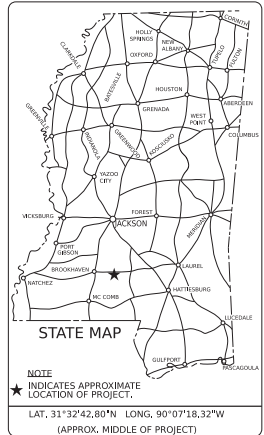 CORINTH
HOLLY
SPRINGS
NEW
ALBANY
TUPELO
FULTON
OXFORD
CLARKSDALE
BATESVILLE
HOUSTON
ABERDEEN
GRENADA
GREENVILLE
INDIANOLA
GREENWOOD
WEST
POINT
COLUMBUS
KOSCIUSKO
YAZOO
CITY
VICKSBURG
JACKSON
FOREST
MERIDIAN
PORT
GIBSON
BROOKHAVEN
LAUREL
NATCHEZ
MC COMB
HATTIESBURG
LUCEDALE
GULFPORT
PASCAGOULA
STATE MAP
NOTE
INDICATES APPROXIMATE
LOCATION OF PROJECT.
LAT, 31°32'42,80"N LONG, 90°07'18,32"W
(APPROX. MIDDLE OF PROJECT)